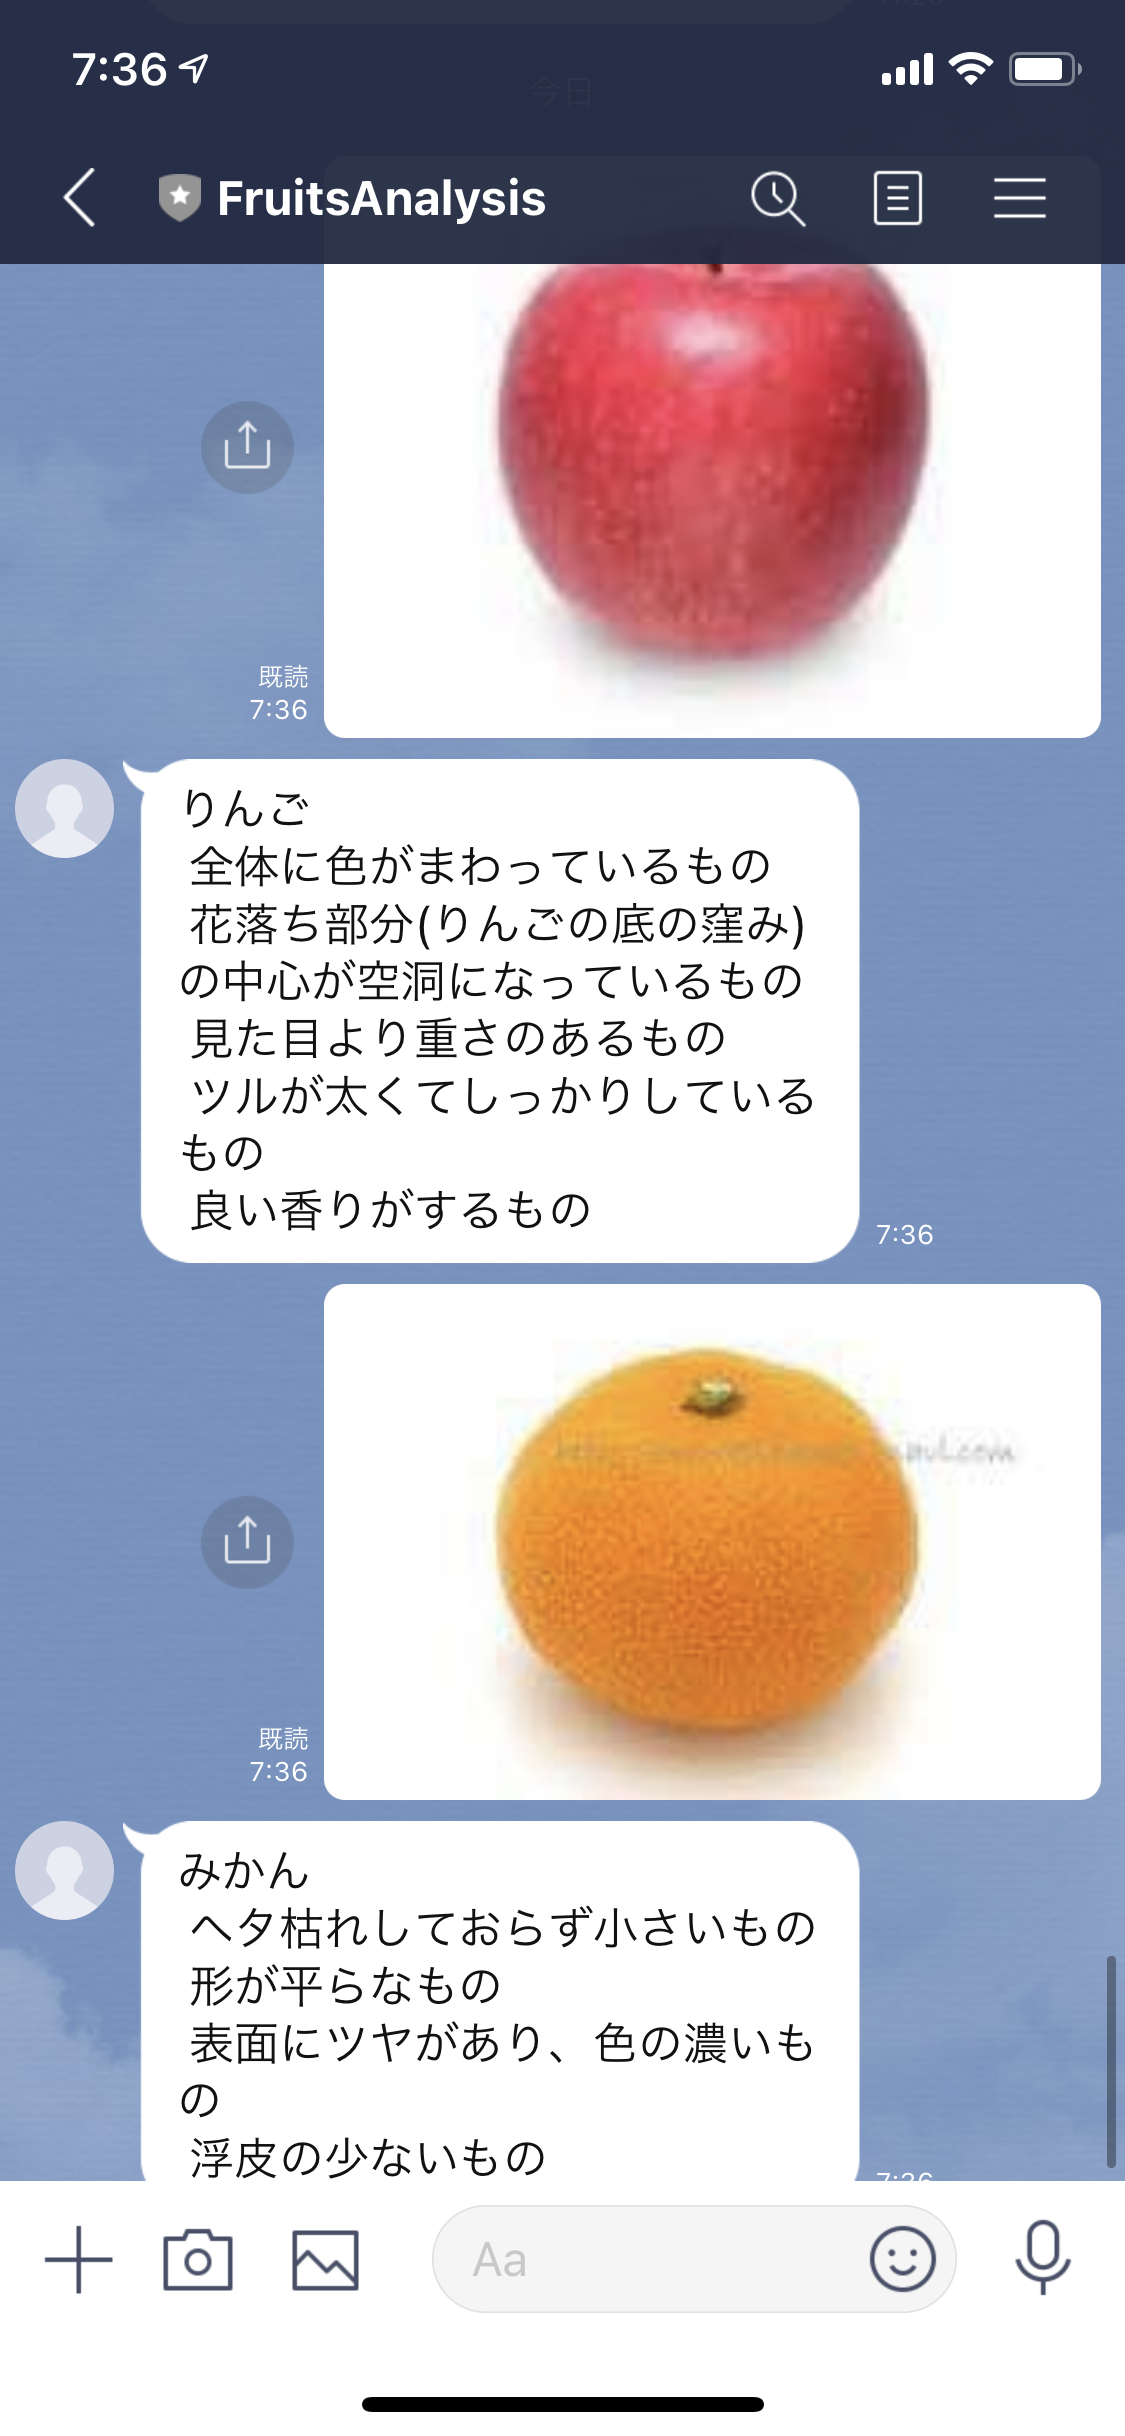 7:36
今日
FruitsAnalysis
既読
7:36
りんご
全体に色がまわっているもの
花落ち部分(りんごの底の窪み)
の中心が空洞になっているもの
見た目より重さのあるもの
ツルが太くてしっかりしている
もの
良い香りがするもの
7:36
既読
7:36
みかん
ヘタ枯れしておらず小さいもの
形が平らなもの
表面にツヤがあり、色の濃いも
の
浮皮の少ないもの
7:36
Aa